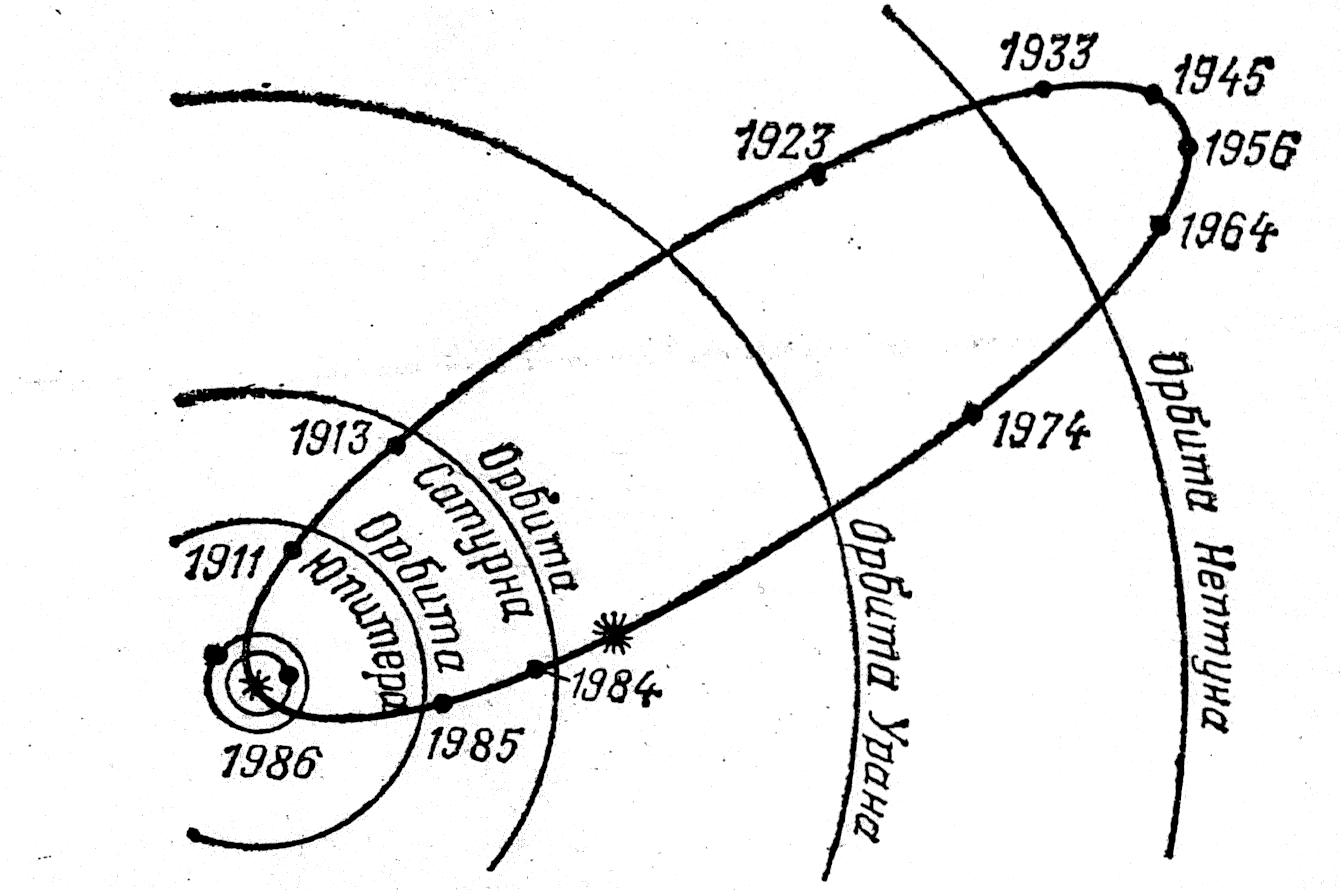 1933
1945
1923
1956
1964
1974
1913
Орбита
Сатурна
Орбита
Юпитера
1911
Орбита Нептуна
Орбита Урана
1984
1985
1986